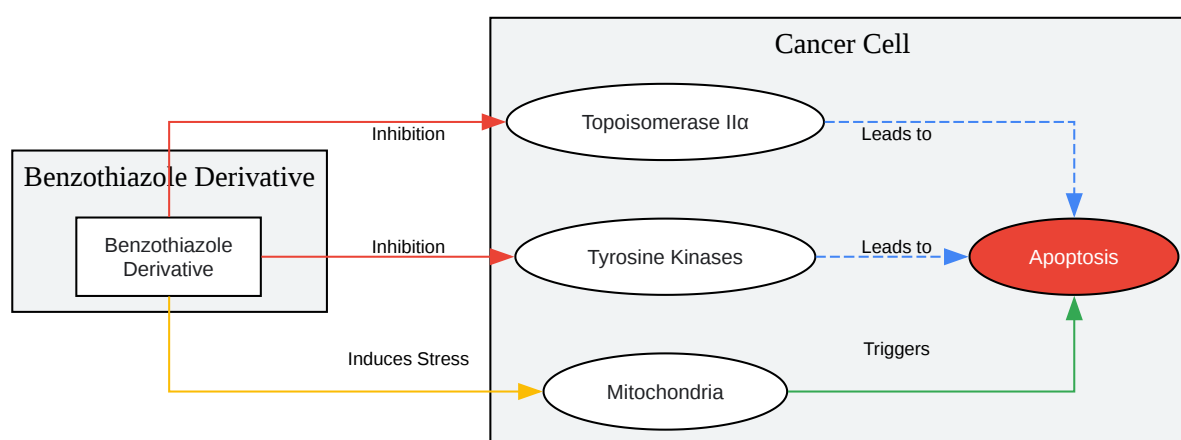 Cancer Cell
Topoisomerase IIα
Inhibition
Leads to
Benzothiazole Derivative
Benzothiazole
Derivative
Inhibition
Tyrosine Kinases
Leads to
Apoptosis
Induces Stress
Triggers
Mitochondria